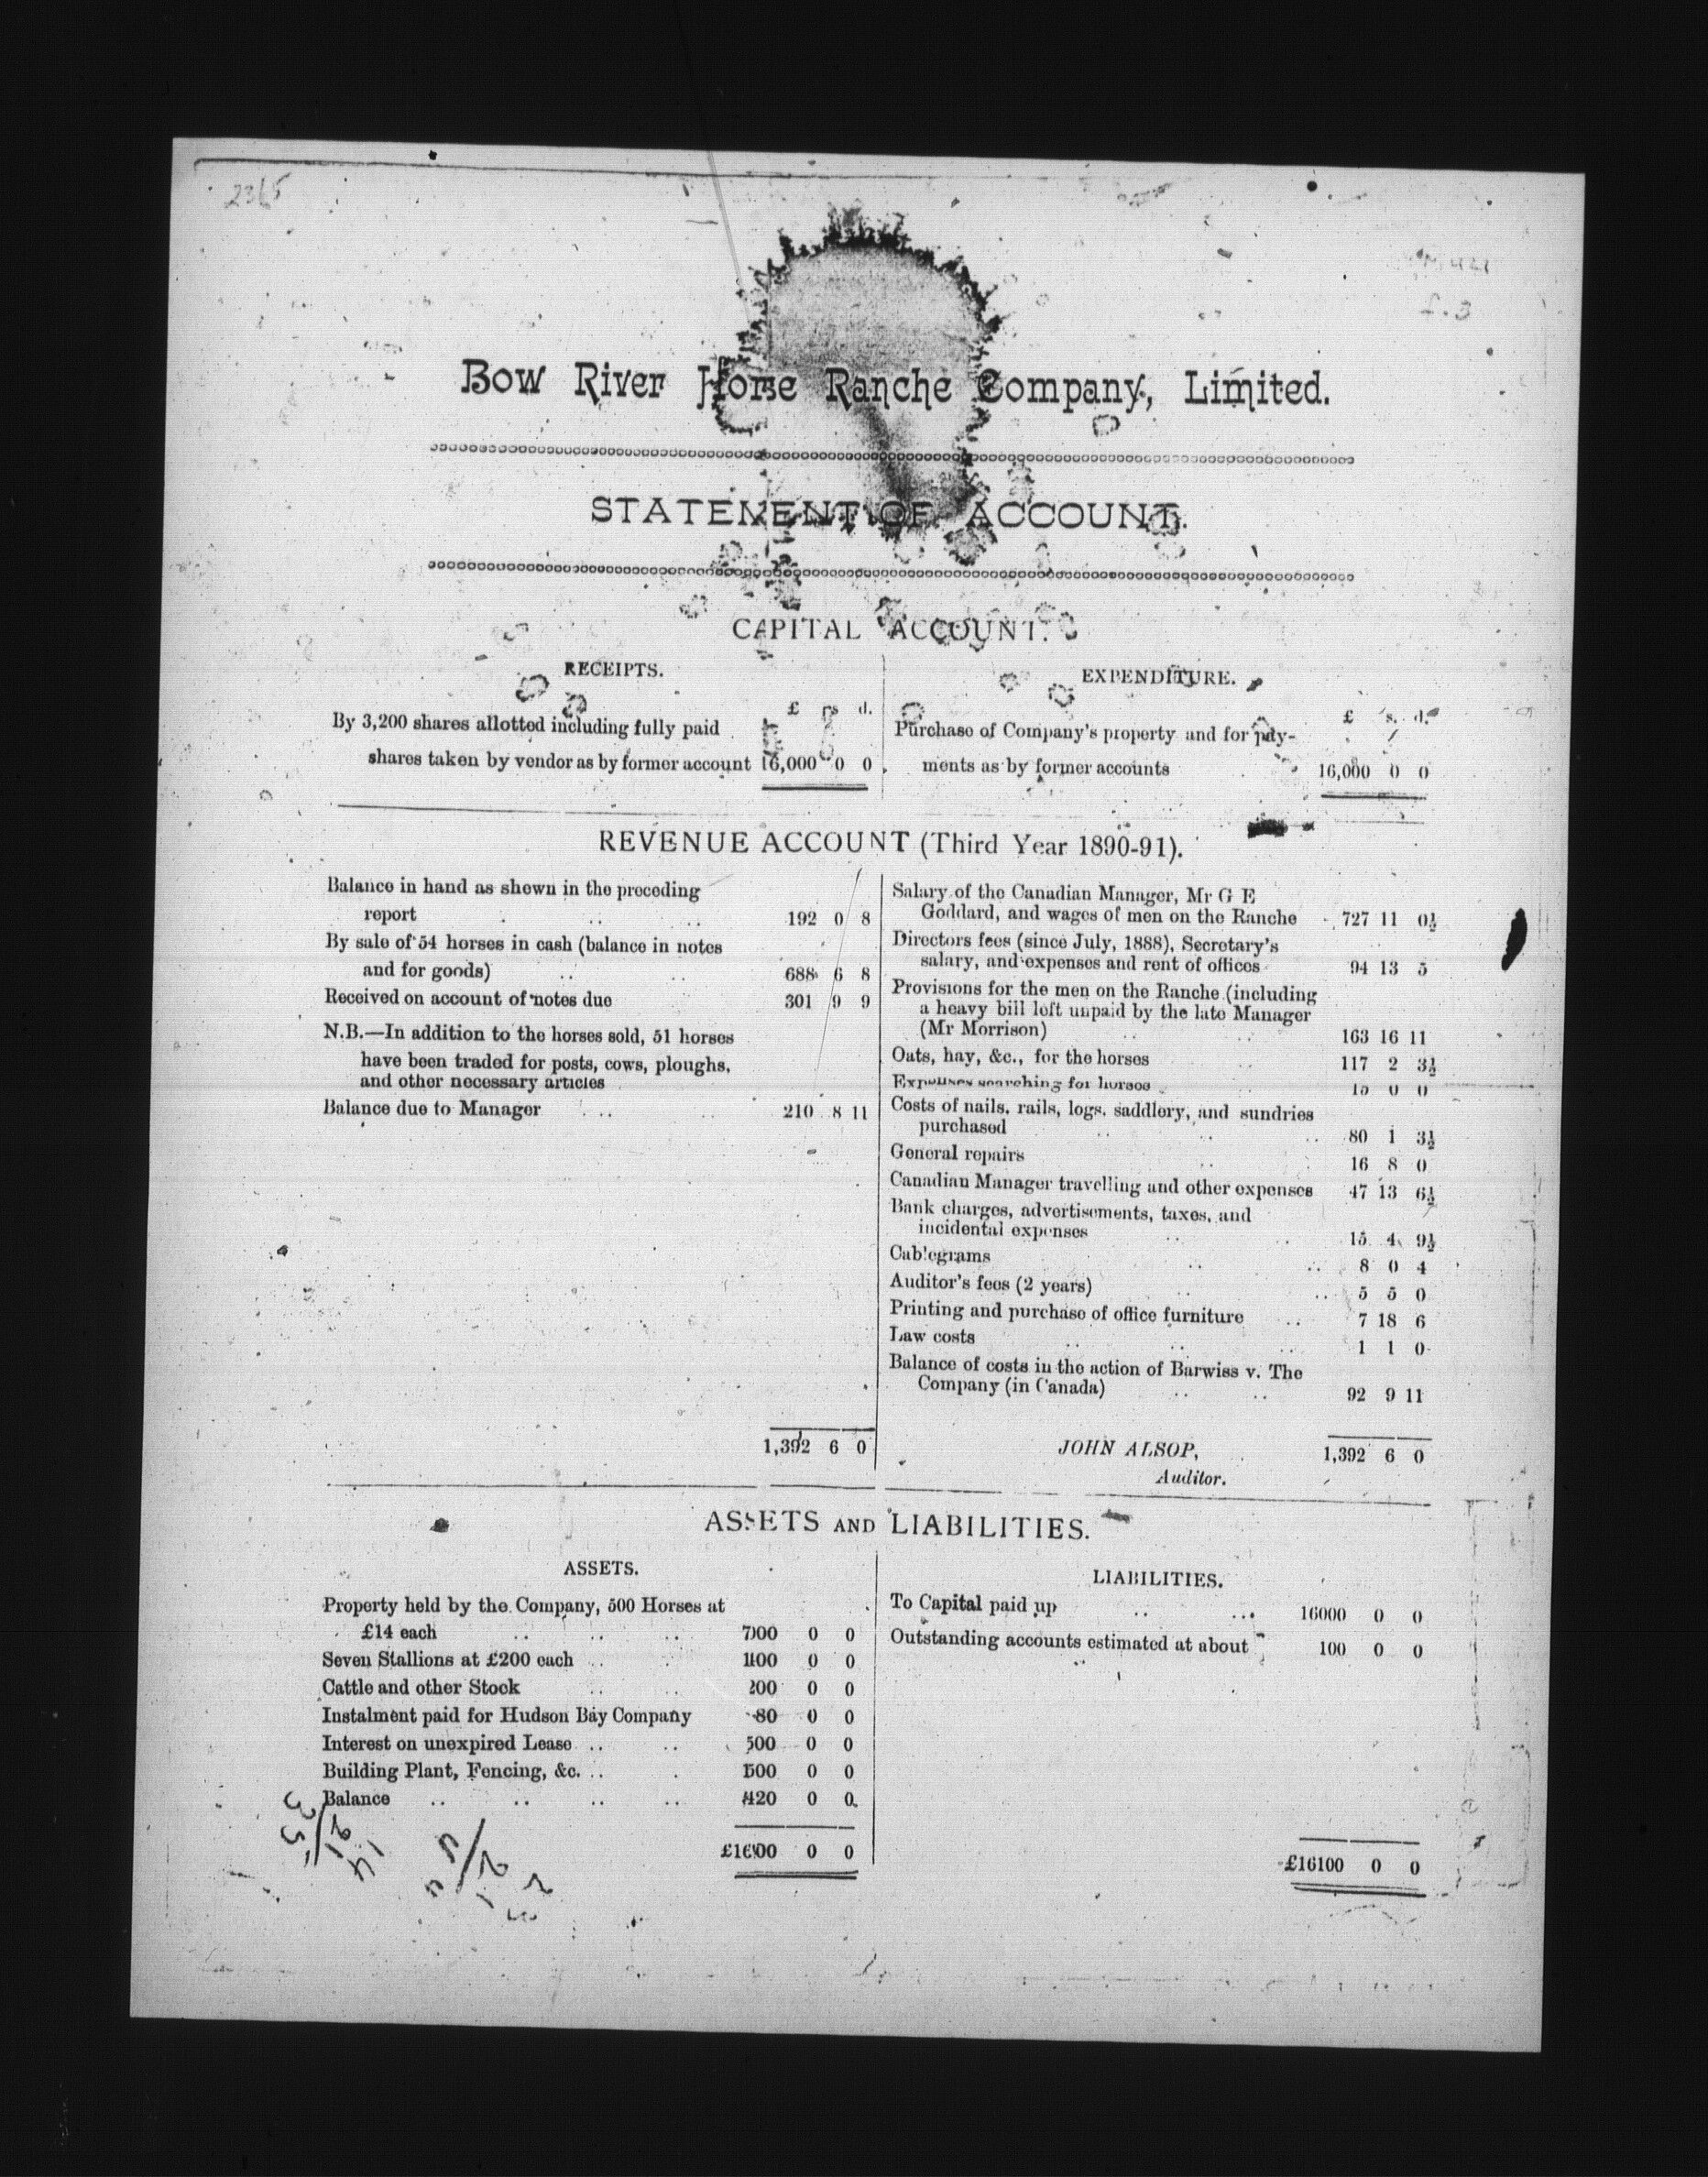 2365
Bow River Horse Ranche Company, Limited.
STATEMENT OF ACCOUNT.
CAPITAL ACCOUNT.
RECEIPTS.
£ s d.
By 3,200 shares allotted including fully paid
shares taken by vendor as by former account 16,000 0 0
EXPENDITURE.
£ s. d.
Purchase of Company's property and for pay-
ments as by former accounts 16,000 0 0
REVENUE ACCOUNT (Third Year 1890-91).
Balance in hand as shewn in the preceding
report . .. .. 192 0 8
By sale of 54 horses in cash (balance in notes
and for goods) .. .. 688 6 8
Received on account of notes due 301 9 9
N.B.—In addition to the horses sold, 51 horses
have been traded for posts, cows, ploughs,
and other necessary articles
Balance due to Manager .. .. 210 8 11
1,392 6 0
Salary of the Canadian Manager, Mr G E
Goddard, and wages of men on the Ranche 727 11 0½
Directors fees (since July, 1888), Secretary's
salary, and expenses and rent of offices 94 13 5
Provisions for the men on the Ranche (including
a heavy bill left unpaid by the late Manager
(Mr Morrison) .. .. 163 16 11
Oats, hay, &c., for the horses 117 2 3½
Expenses searching for horses 15 0 0
Costs of nails, rails, logs, saddlery, and sundries
purchased .. .. .. 80 1 3½
General repairs .. 16 8 0
Canadian Manager travelling and other expenses 47 13 6½
Bank charges, advertisements, taxes, and
incidental expenses .. .. 15 4 9½
Cablegrams .. .. 8 0 4
Auditor's fees (2 years) .. .. 5 5 0
Printing and purchase of office furniture .. 7 18 6
Law costs .. .. .. 1 1 0
Balance of costs in the action of Barwiss v. The
Company (in Canada) .. .. 92 9 11
JOHN ALSOP, 1,392 6 0
Auditor.
ASSETS AND LIABILITIES.
ASSETS.
Property held by the Company, 500 Horses at
£14 each .. .. .. 7000 0 0
Seven Stallions at £200 each .. 1400 0 0
Cattle and other Stock .. .. 200 0 0
Instalment paid for Hudson Bay Company 80 0 0
Interest on unexpired Lease .. .. 500 0 0
Building Plant, Fencing, &c. .. . 500 0 0
Balance .. .. .. .. 420 0 0
£16100 0 0
LIABILITIES.
To Capital paid up .. ... 16000 0 0
Outstanding accounts estimated at about 100 0 0
£16100 0 0